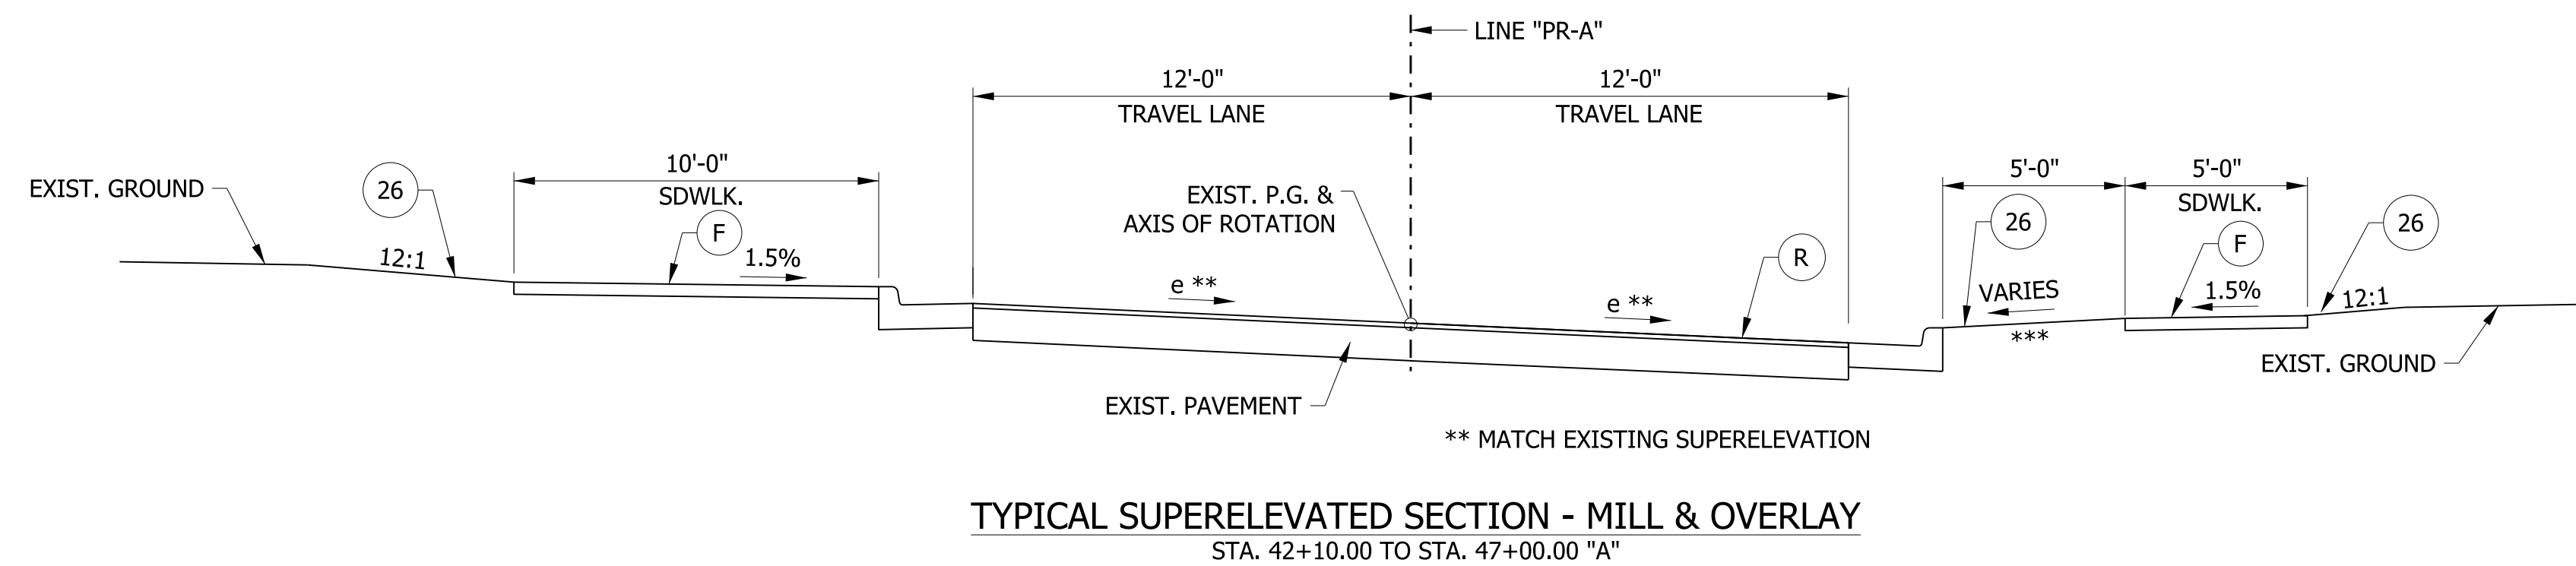 LINE "PR-A"
12'-0"
TRAVEL LANE
12'-0"
TRAVEL LANE
EXIST. GROUND
26
12:1
10'-0"
SDWLK.
F
1.5%
EXIST. P.G. &
AXIS OF ROTATION
e **
e **
R
5'-0"
5'-0"
SDWLK.
26
VARIES
***
F
1.5%
26
12:1
EXIST. GROUND
EXIST. PAVEMENT
** MATCH EXISTING SUPERELEVATION
TYPICAL SUPERELEVATED SECTION - MILL & OVERLAY
STA. 42+10.00 TO STA. 47+00.00 "A"